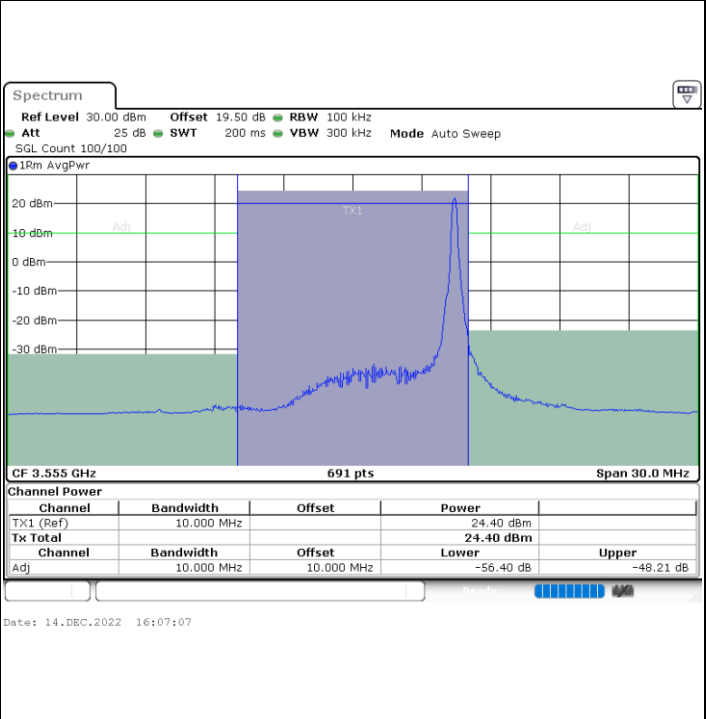 Spectrum
Ref Level 30.00 dBm Offset 19.50 dB RBW 100 kHz
Att 25 dB SWT 200 ms VBW 300 kHz Mode Auto Sweep
SGL Count 100/100
1Rm AvgPwr
TX1
20 dBm
Adj Adj
10 dBm
0 dBm
-10 dBm
-20 dBm
-30 dBm
CF 3.555 GHz 691 pts Span 30.0 MHz
Channel Power
Channel Bandwidth Offset Power
TX1 (Ref) 10.000 MHz 24.40 dBm
Tx Total 24.40 dBm
Channel Bandwidth Offset Lower Upper
Adj 10.000 MHz 10.000 MHz -56.40 dB -48.21 dB
Ready
Date: 14.DEC.2022 16:07:07